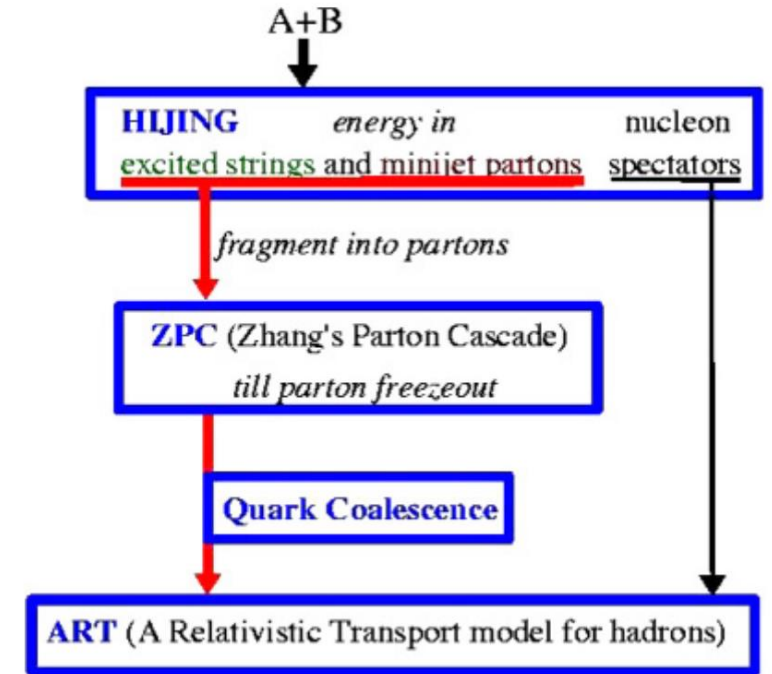 A+B
HIJING energy in nucleon
excited strings and minijet partons spectators
fragment into partons
ZPC (Zhang's Parton Cascade)
till parton freezeout
Quark Coalescence
ART (A Relativistic Transport model for hadrons)